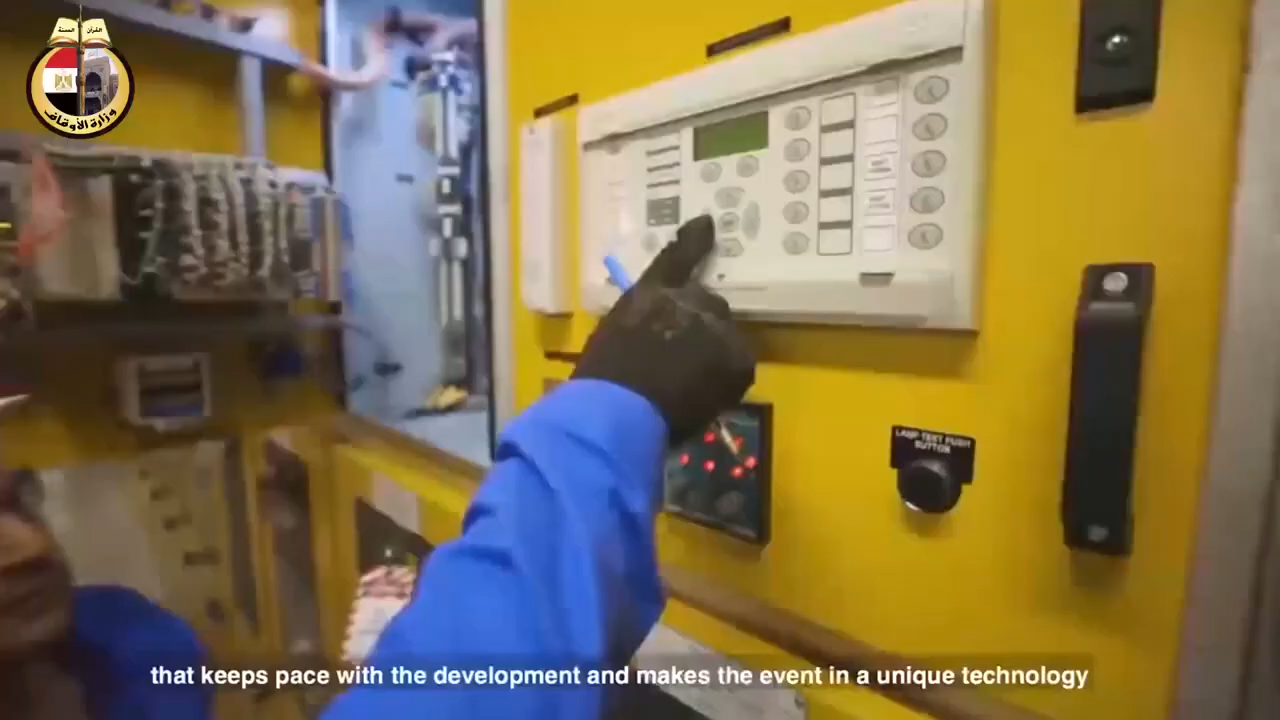 القرآن السنة
وزارة الأوقاف
LAMP TEST PUSH
BUTTON
that keeps pace with the development and makes the event in a unique technology